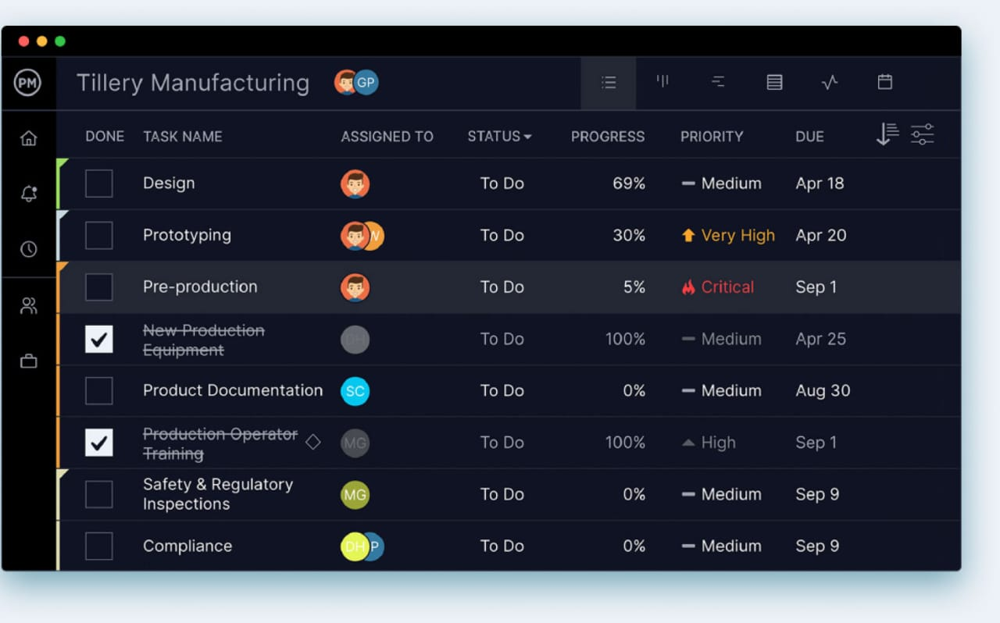 PM Tillery Manufacturing GP
DONE TASK NAME ASSIGNED TO STATUS PROGRESS PRIORITY DUE
Design To Do 69% Medium Apr 18
Prototyping To Do 30% Very High Apr 20
Pre-production To Do 5% Critical Sep 1
New Production
Equipment DH To Do 100% Medium Apr 25
Product Documentation SC To Do 0% Medium Aug 30
Production Operator
Training MG To Do 100% High Sep 1
Safety & Regulatory
Inspections MG To Do 0% Medium Sep 9
Compliance DH P To Do 0% Medium Sep 9